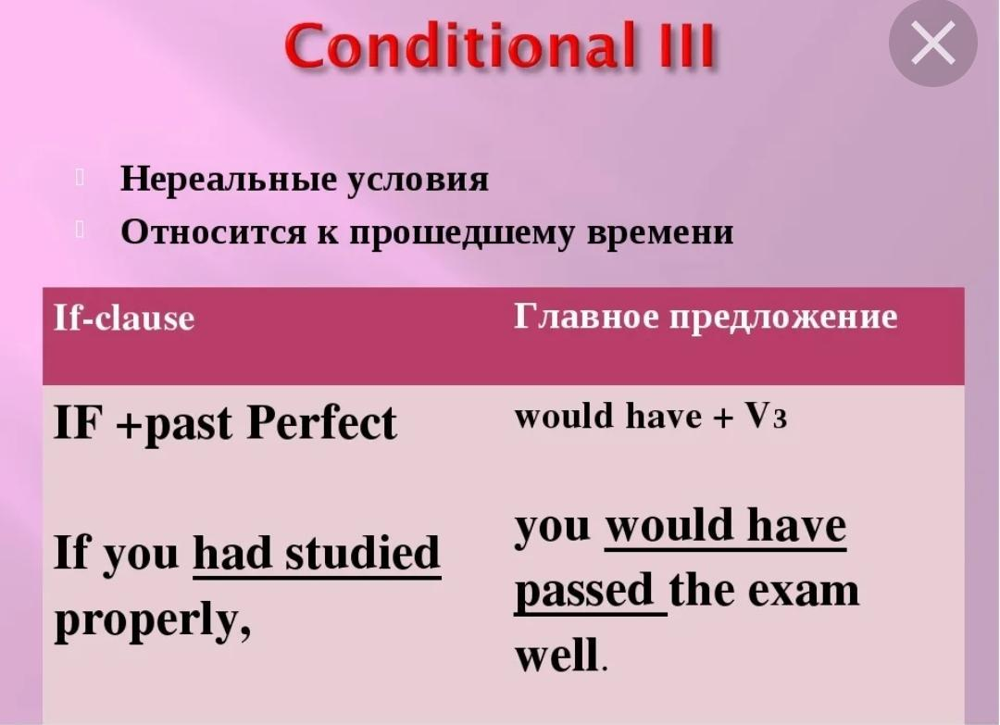 Conditional III
Нереальные условия
Относится к прошедшему времени
If-clause
Главное предложение
IF +past Perfect
would have + V3
If you had studied
properly,
you would have
passed the exam
well.